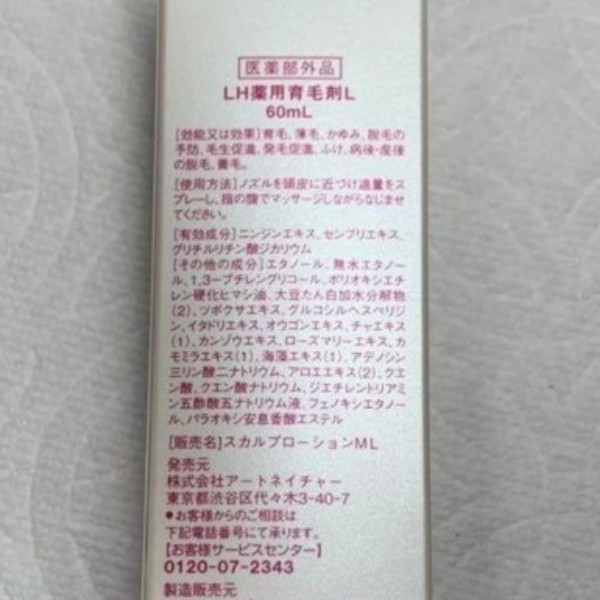 医薬部外品
LH薬用育毛剤L
60mL
[効能又は効果]育毛、薄毛、かゆみ、脱毛の
予防、毛生促進、発毛促進、ふけ、病後・産後
の脱毛、養毛。
[使用方法]ノズルを頭皮に近づけ適量をス
プレーし、指の腹でマッサージしながらなじませ
てください。
[有効成分]ニンジンエキス、センブリエキス、
グリチルリチン酸ジカリウム
[その他の成分]エタノール、無水エタノー
ル、1,3-ブチレングリコール、ポリオキシエチ
レン硬化ヒマシ油、大豆たん白加水分解物
(2)、ツボクサエキス、グルコシルヘスペリジ
ン、イタドリエキス、オウゴンエキス、チャエキス
(1)、カンゾウエキス、ローズマリーエキス、カ
モミラエキス(1)、海藻エキス(1)、アデノシン
三リン酸二ナトリウム、アロエエキス(2)、クエ
ン酸、クエン酸ナトリウム、ジエチレントリアミ
ン五酢酸五ナトリウム液、フェノキシエタノー
ル、パラオキシ安息香酸エステル
[販売名]スカルプローションML
発売元
株式会社アートネイチャー
東京都渋谷区代々木3-40-7
●お客様からのご相談は
下記電話番号にて承ります。
【お客様サービスセンター】
0120-07-2343
製造販売元